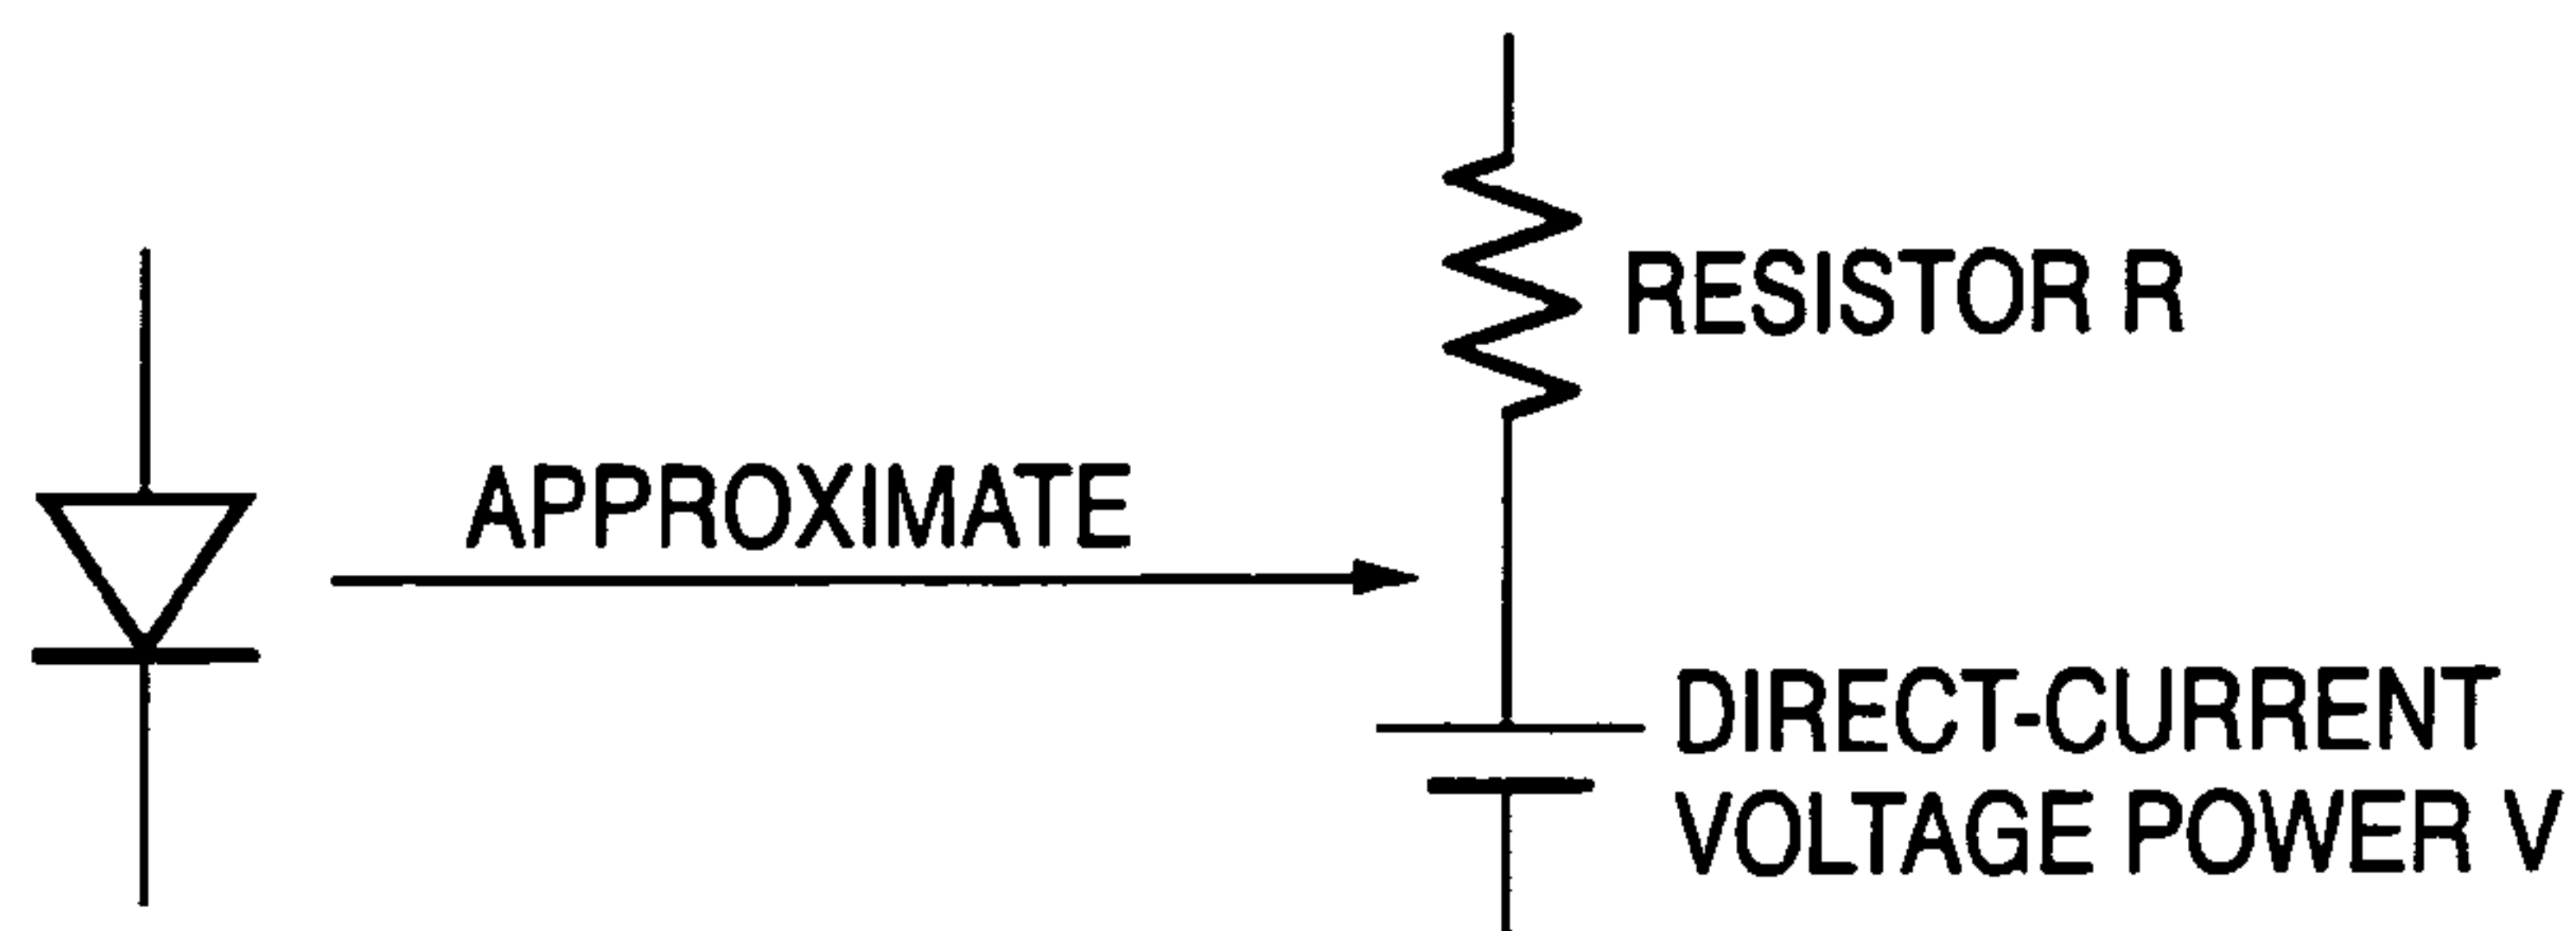 RESISTOR R
APPROXIMATE
DIRECT-CURRENT
VOLTAGE POWER V